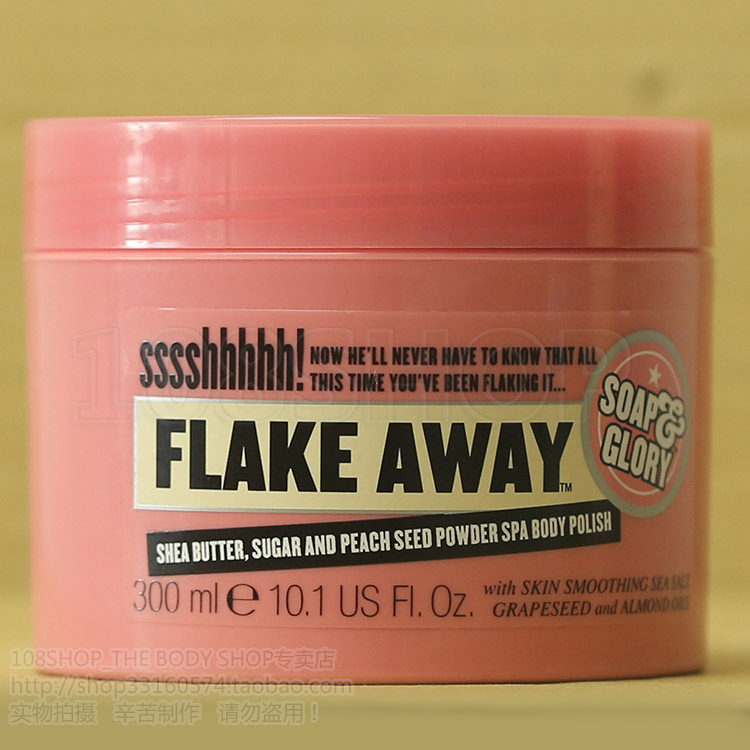 sssshhhhhh!
NOW HE'LL NEVER HAVE TO KNOW THAT ALL
THIS TIME YOU'VE BEEN FLAKING IT...
SOAP&
GLORY
FLAKE AWAY™
SHEA BUTTER, SUGAR AND PEACH SEED POWDER SPA BODY POLISH
300 ml e 10.1 US Fl. Oz.
with SKIN SMOOTHING SEA SALT
GRAPESEED and ALMOND OILS
108SHOP
108SHOP_THE BODY SHOP专卖店
http://shop33160574.taobao.com
实物拍摄 辛苦制作 请勿盗用！